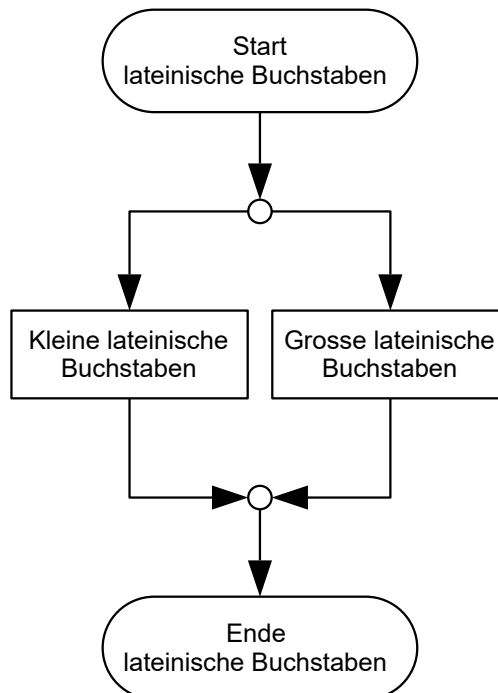 Start
lateinische Buchstaben
Kleine lateinische
Buchstaben
Grosse lateinische
Buchstaben
Ende
lateinische Buchstaben